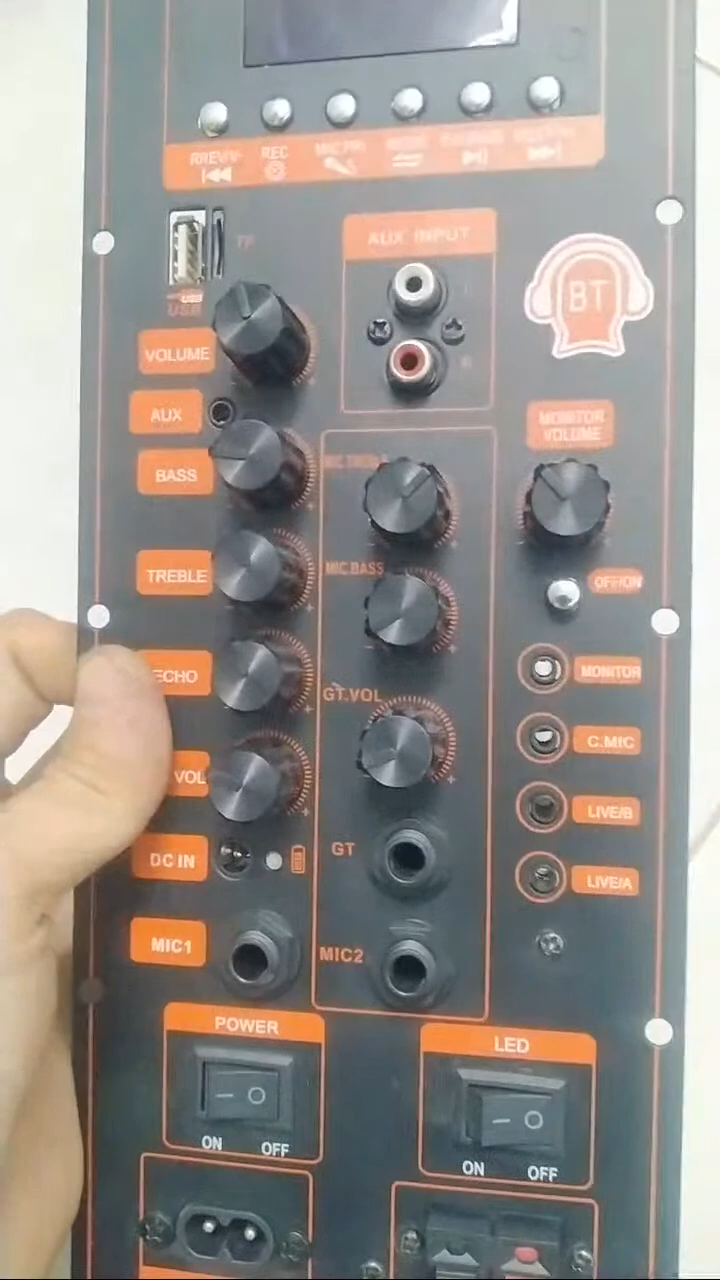 RREV/V-
REC
MIC.PRI
TF
USB
AUX INPUT
BT
VOLUME
AUX
MONITOR
VOLUME
BASS
MIC.TREBLE
TREBLE
MIC.BASS
OFF/ON
ECHO
GT.VOL
MONITOR
C.MIC
VOL
LIVE/B
DC IN
GT
LIVE/A
MIC1
MIC2
POWER
LED
ON OFF
ON OFF